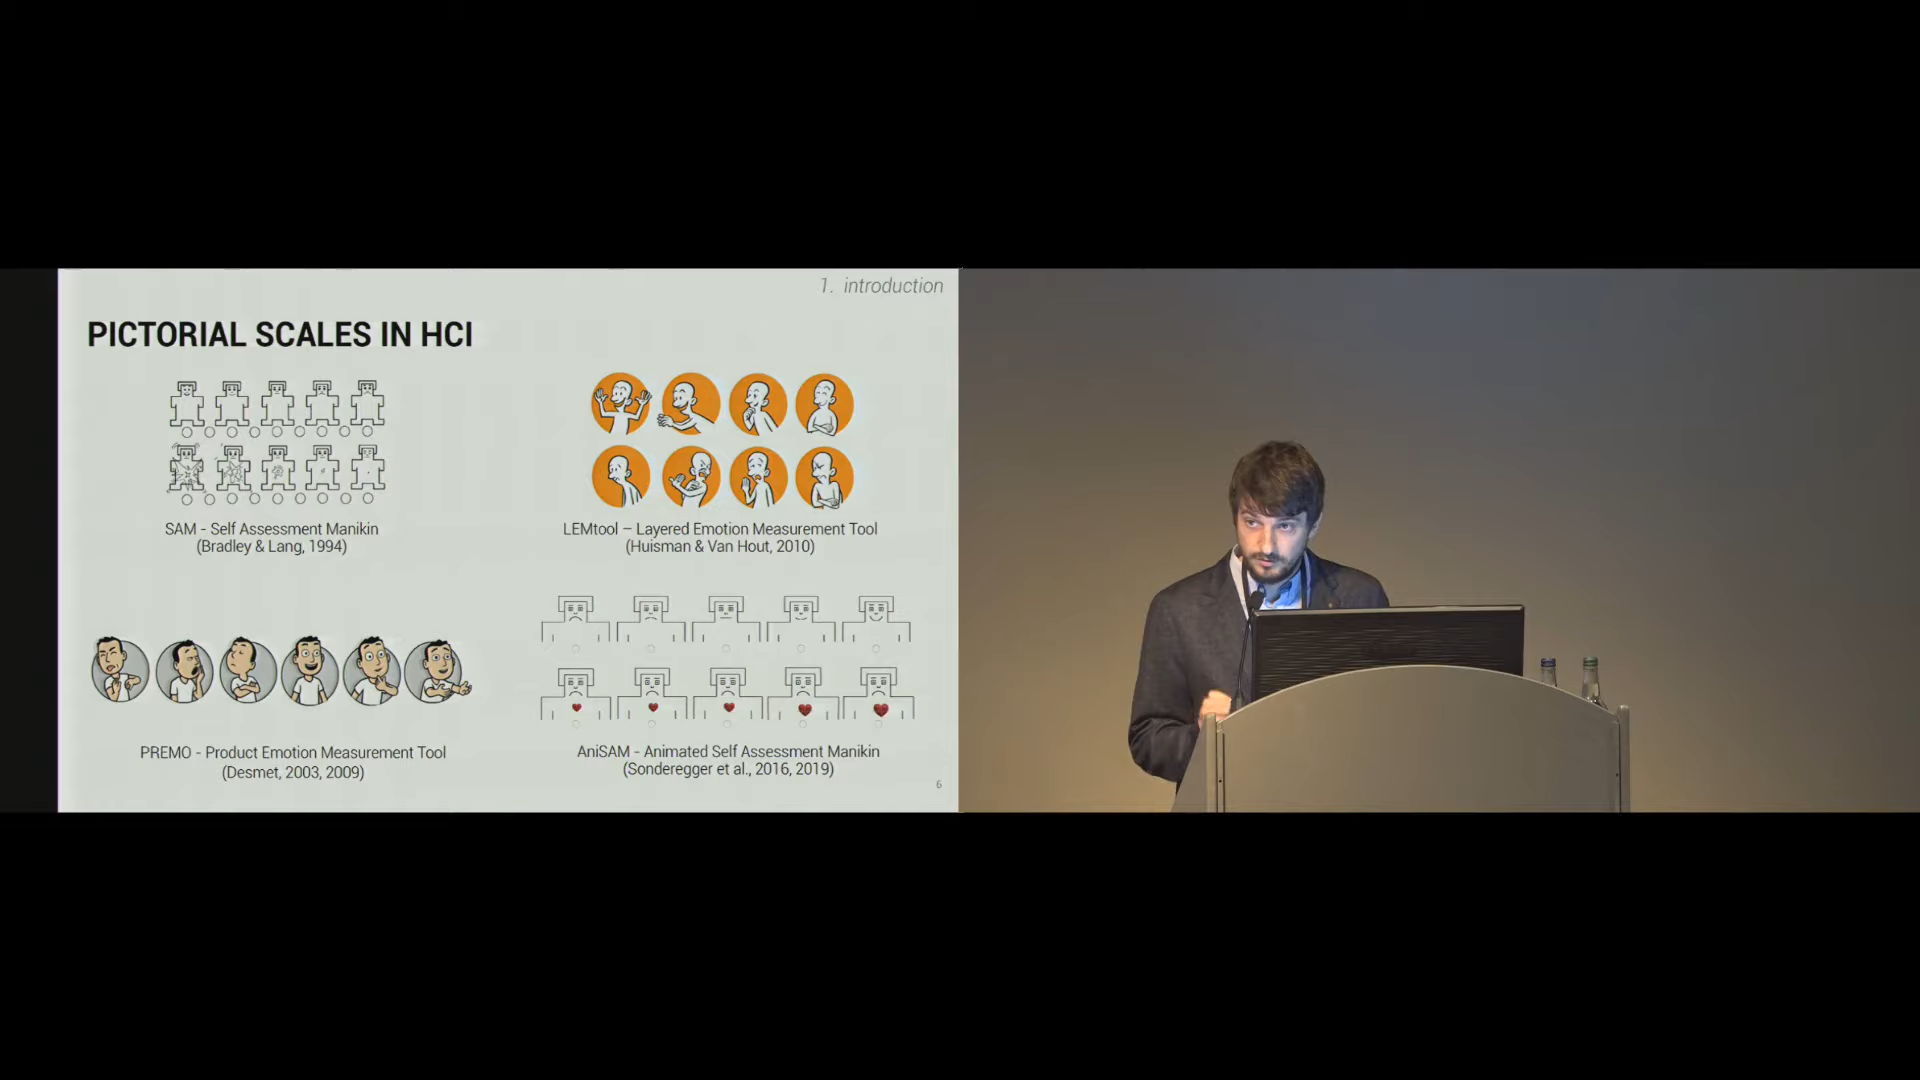 1. introduction
PICTORIAL SCALES IN HCI
SAM - Self Assessment Manikin
(Bradley & Lang, 1994)
LEMtool – Layered Emotion Measurement Tool
(Huisman & Van Hout, 2010)
PREMO - Product Emotion Measurement Tool
(Desmet, 2003, 2009)
AniSAM - Animated Self Assessment Manikin
(Sonderegger et al., 2016, 2019)
6